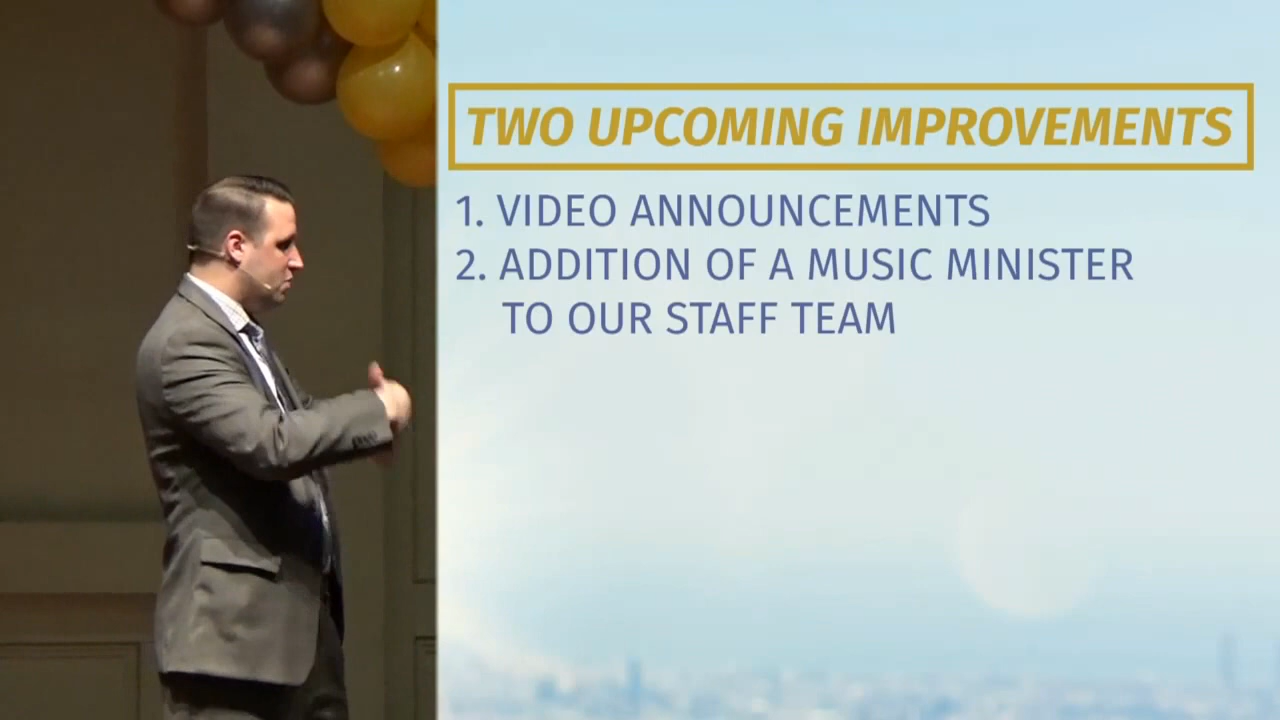 TWO UPCOMING IMPROVEMENTS
1. VIDEO ANNOUNCEMENTS
2. ADDITION OF A MUSIC MINISTER
TO OUR STAFF TEAM